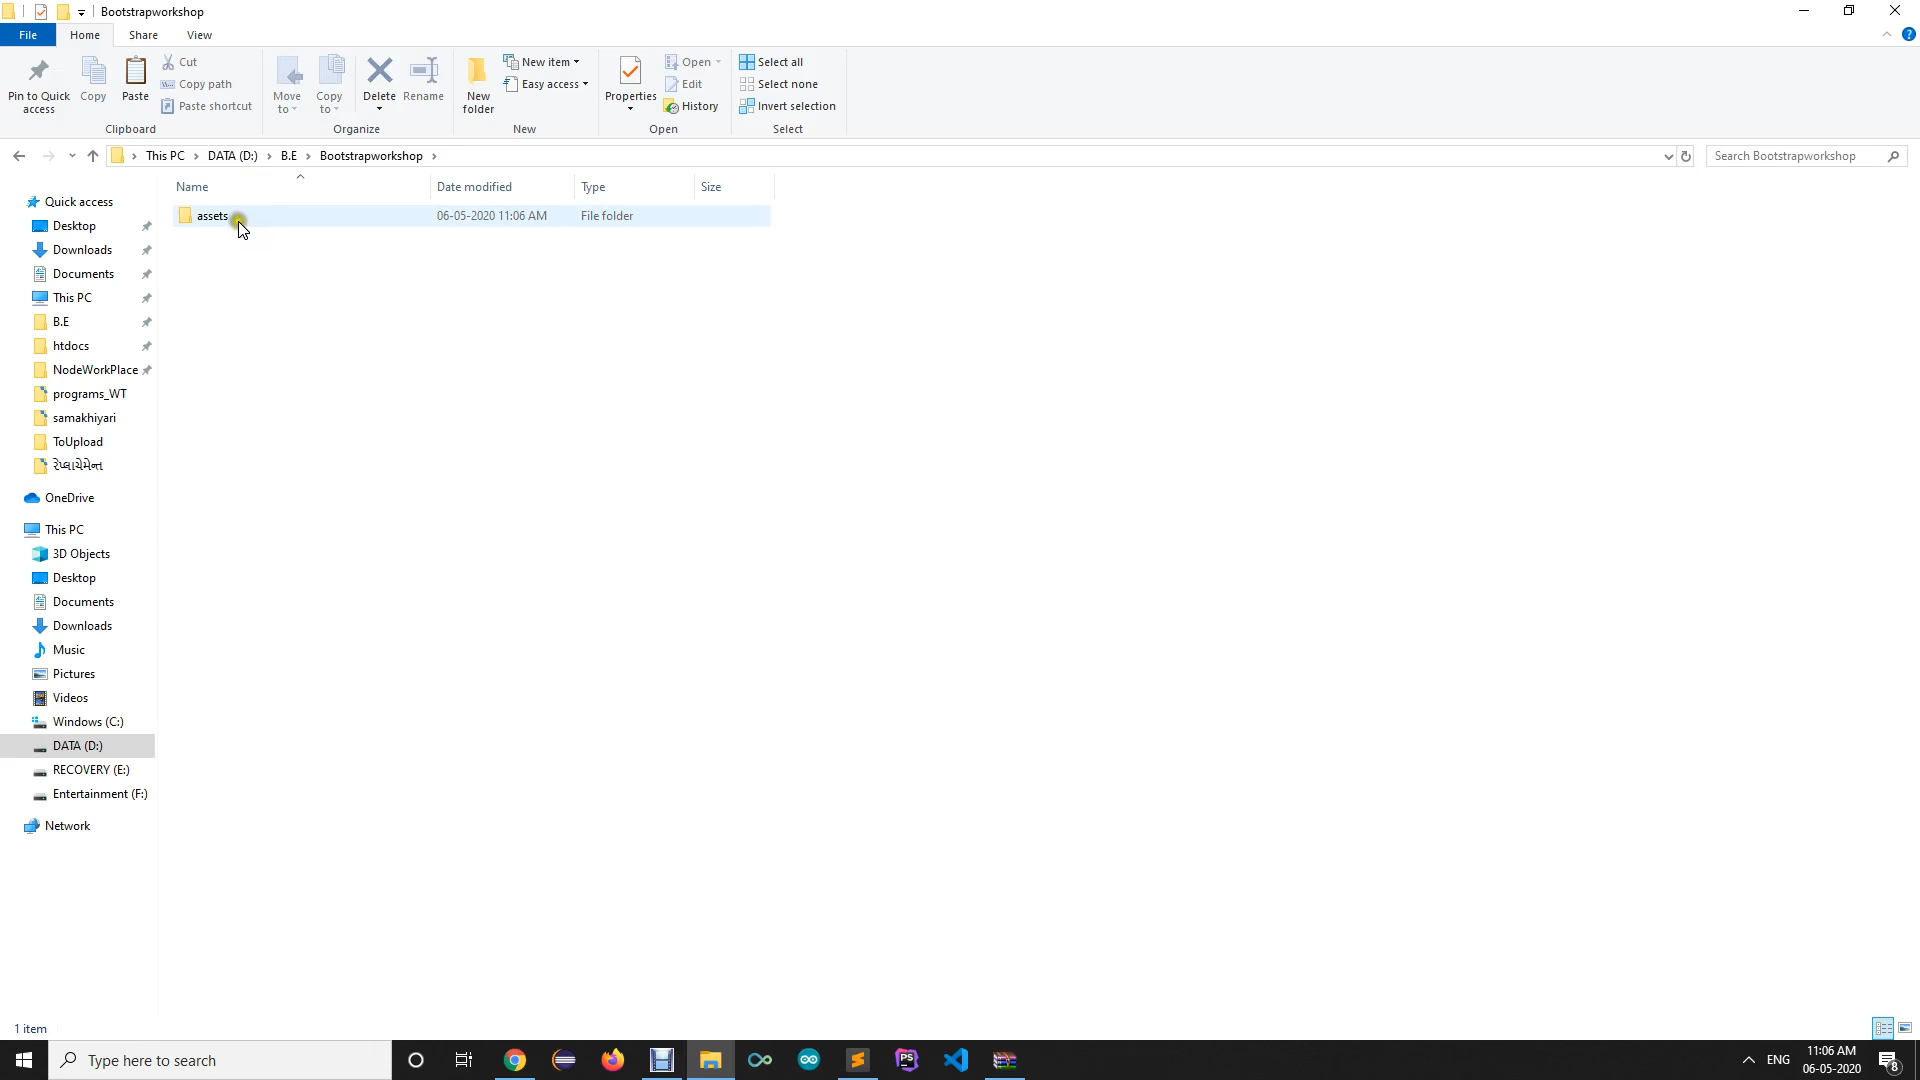 Bootstrapworkshop
File
Home
Share
View
Pin to Quick access
Copy
Paste
Cut
Copy path
Paste shortcut
Clipboard
Move to
Copy to
Delete
Rename
Organize
New folder
New item
Easy access
New
Properties
Open
Edit
History
Open
Select all
Select none
Invert selection
Select
This PC
DATA (D:)
B.E
Bootstrapworkshop
Search Bootstrapworkshop
Name
Date modified
Type
Size
assets
06-05-2020 11:06 AM
File folder
Quick access
Desktop
Downloads
Documents
This PC
B.E
htdocs
NodeWorkPlace
programs_WT
samakhiyari
ToUpload
રેપ્લાયેમેન્ત
OneDrive
This PC
3D Objects
Desktop
Documents
Downloads
Music
Pictures
Videos
Windows (C:)
DATA (D:)
RECOVERY (E:)
Entertainment (F:)
Network
1 item
Type here to search
PS
ENG
11:06 AM
06-05-2020
8